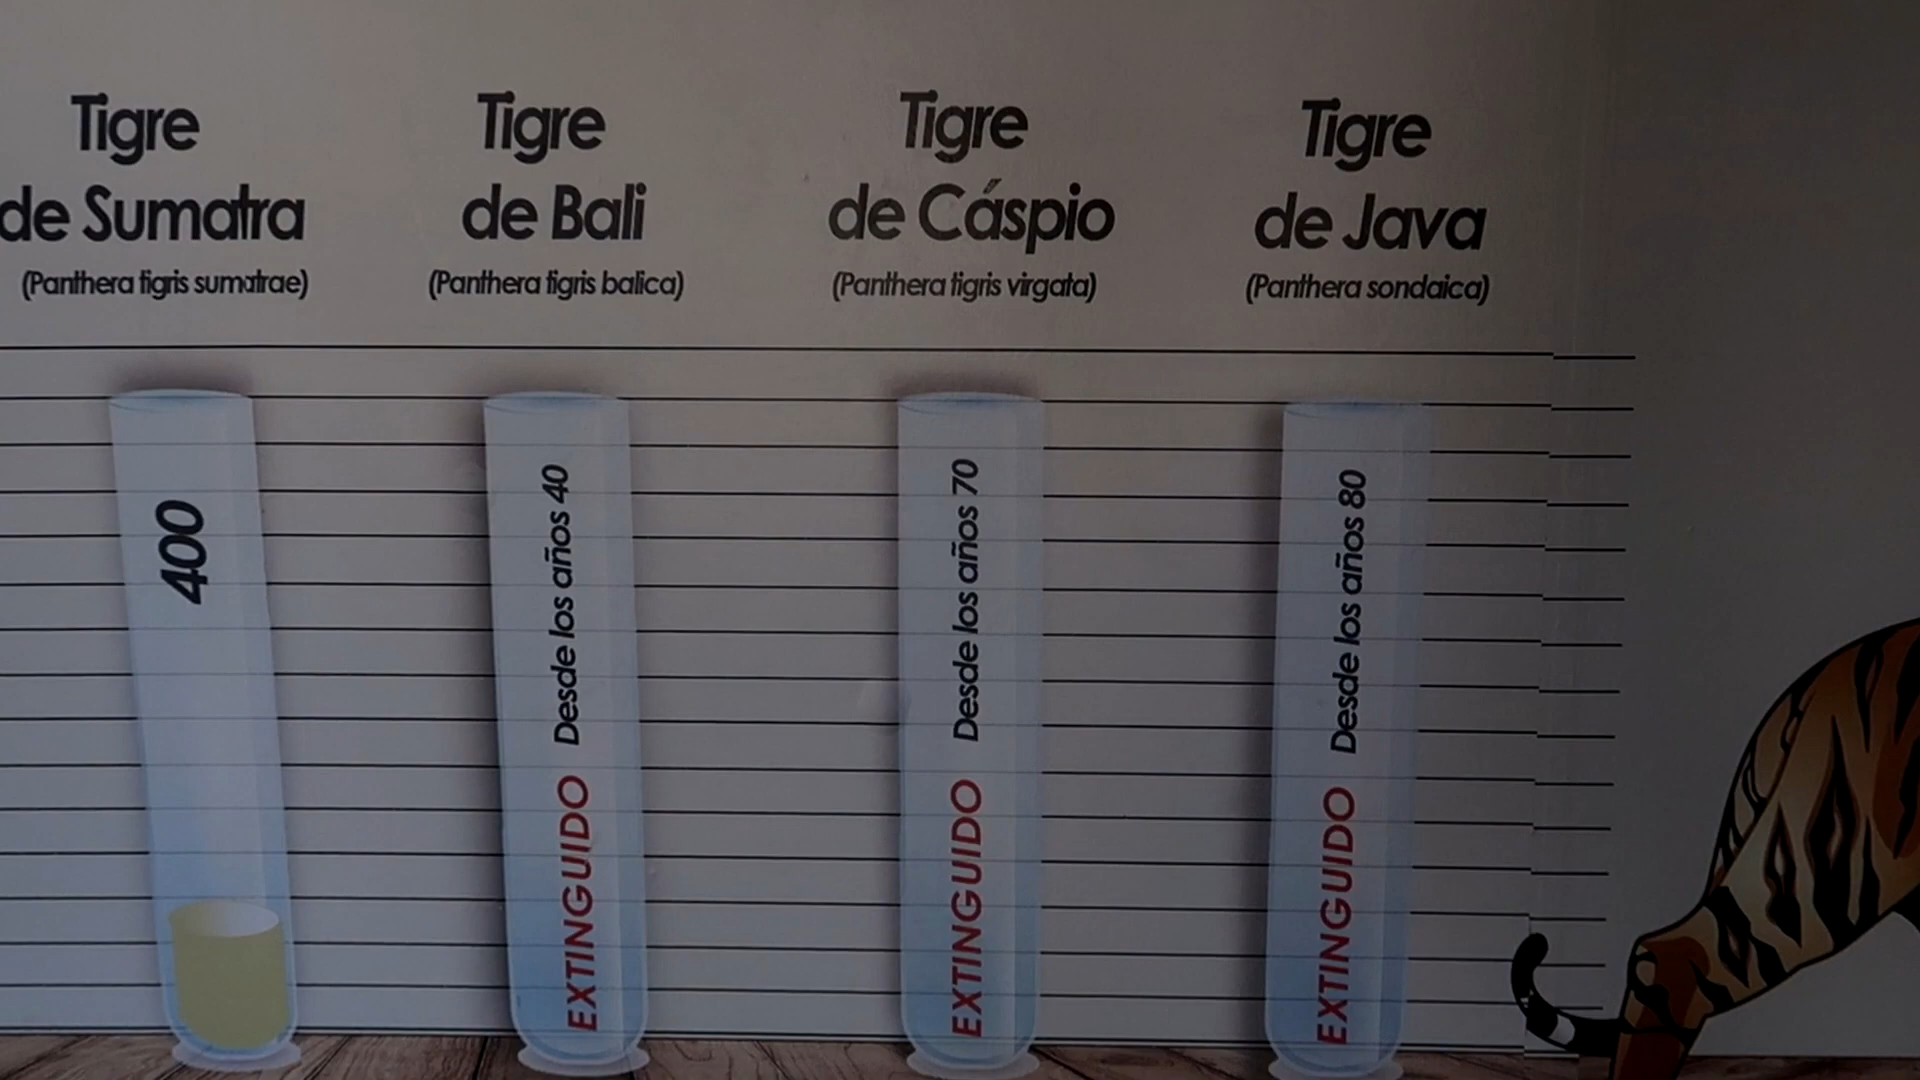 Tigre
de Sumatra
(Panthera tigris sumatrae)
400
Tigre
de Bali
(Panthera tigris balica)
EXTINGUIDO Desde los años 40
Tigre
de Cáspio
(Panthera tigris virgata)
EXTINGUIDO Desde los años 70
Tigre
de Java
(Panthera sondaica)
EXTINGUIDO Desde los años 80